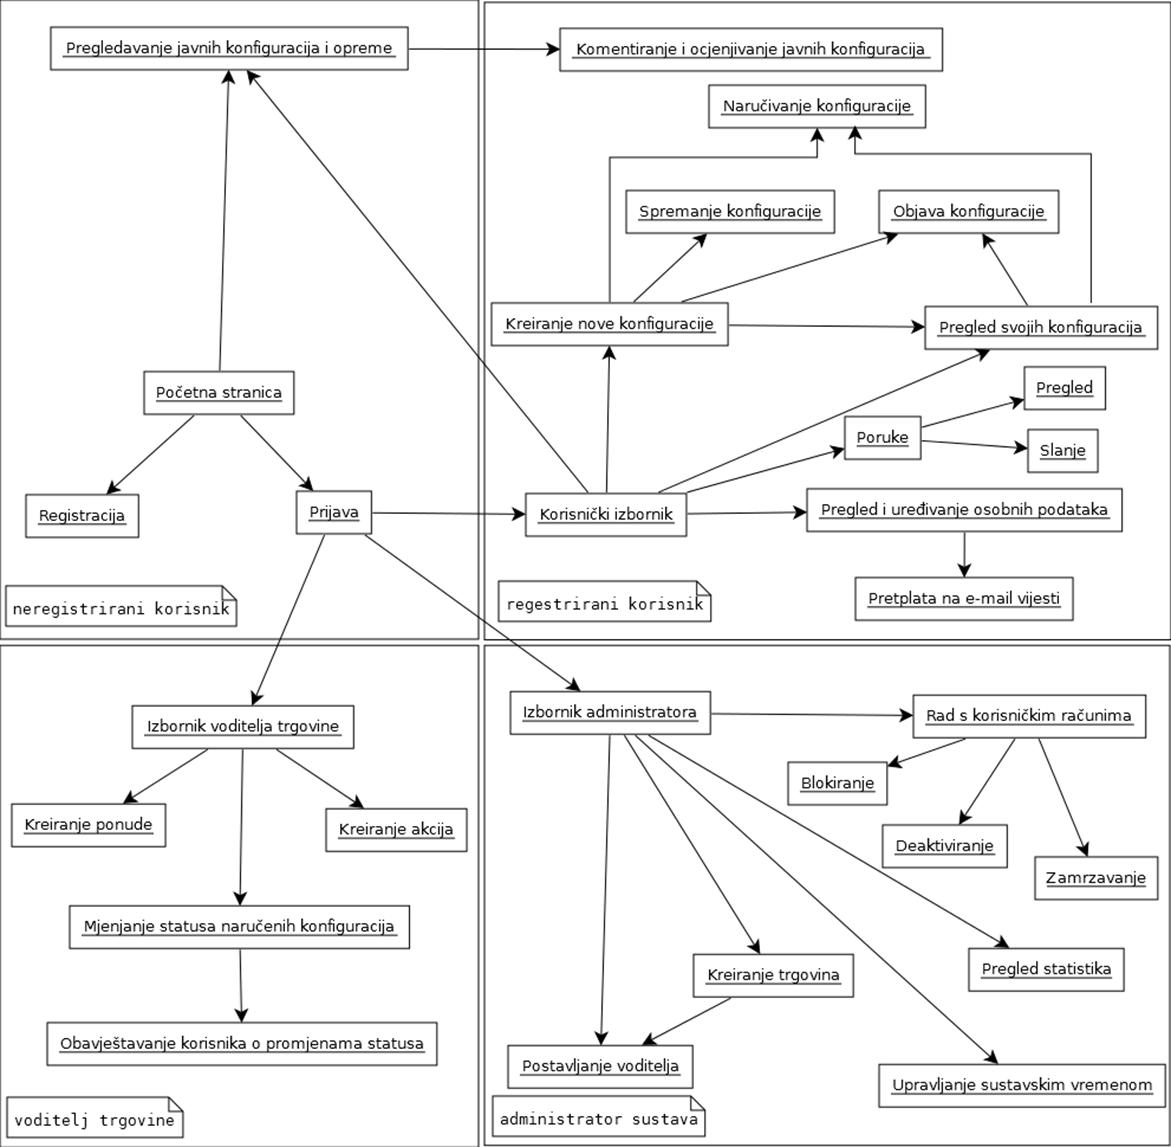 Pregledavanje javnih konfiguracija i opreme
Početna stranica
Registracija
Prijava
neregistrirani korisnik
Komentiranje i ocjenjivanje javnih konfiguracija
Naručivanje konfiguracije
Spremanje konfiguracije
Objava konfiguracije
Kreiranje nove konfiguracije
Pregled svojih konfiguracija
Pregled
Poruke
Slanje
Korisnički izbornik
Pregled i uređivanje osobnih podataka
Pretplata na e-mail vijesti
regestrirani korisnik
Izbornik voditelja trgovine
Kreiranje ponude
Kreiranje akcija
Mjenjanje statusa naručenih konfiguracija
Obavještavanje korisnika o promjenama statusa
voditelj trgovine
Izbornik administratora
Rad s korisničkim računima
Blokiranje
Deaktiviranje
Zamrzavanje
Kreiranje trgovina
Pregled statistika
Postavljanje voditelja
Upravljanje sustavskim vremenom
administrator sustava